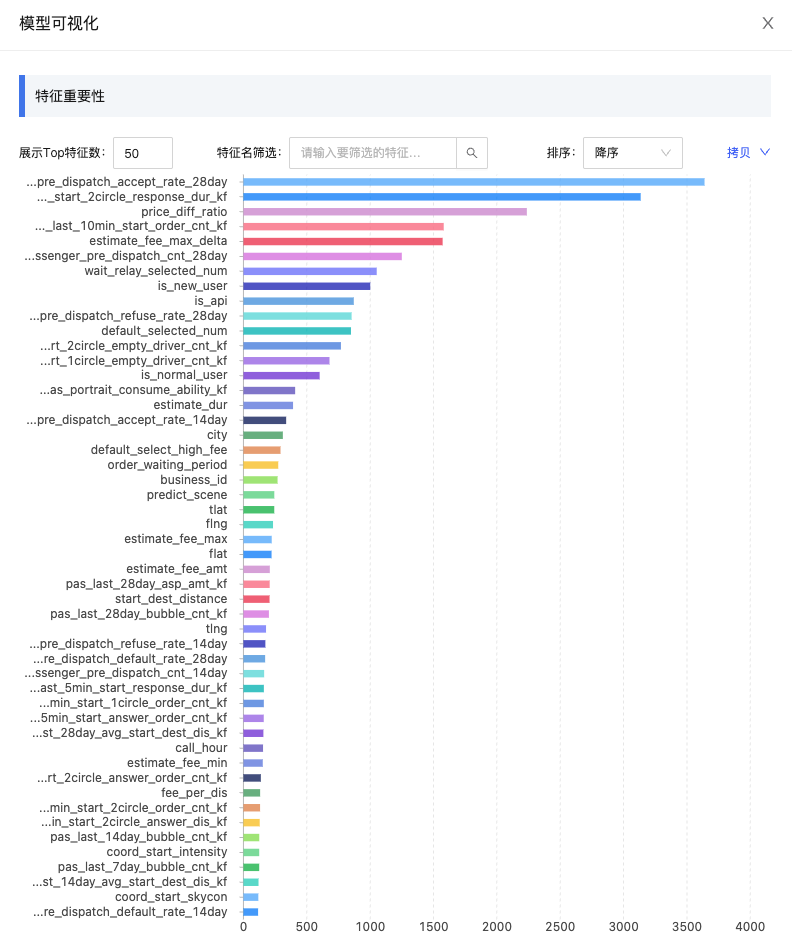 模型可视化
特征重要性
展示Top特征数: 50 特征名筛选: 请输入要筛选的特征... 排序: 降序 拷贝
...pre_dispatch_accept_rate_28day
..._start_2circle_response_dur_kf
price_diff_ratio
..._last_10min_start_order_cnt_kf
estimate_fee_max_delta
...ssenger_pre_dispatch_cnt_28day
wait_relay_selected_num
is_new_user
is_api
...pre_dispatch_refuse_rate_28day
default_selected_num
...rt_2circle_empty_driver_cnt_kf
...rt_1circle_empty_driver_cnt_kf
is_normal_user
...as_portrait_consume_ability_kf
estimate_dur
...pre_dispatch_accept_rate_14day
city
default_select_high_fee
order_waiting_period
business_id
predict_scene
tlat
flng
estimate_fee_max
flat
estimate_fee_amt
pas_last_28day_asp_amt_kf
start_dest_distance
pas_last_28day_bubble_cnt_kf
tlng
...pre_dispatch_refuse_rate_14day
...re_dispatch_default_rate_28day
...ssenger_pre_dispatch_cnt_14day
...ast_5min_start_response_dur_kf
...min_start_1circle_order_cnt_kf
...5min_start_answer_order_cnt_kf
...st_28day_avg_start_dest_dis_kf
call_hour
estimate_fee_min
...rt_2circle_answer_order_cnt_kf
fee_per_dis
...min_start_2circle_order_cnt_kf
...in_start_2circle_answer_dis_kf
pas_last_14day_bubble_cnt_kf
coord_start_intensity
pas_last_7day_bubble_cnt_kf
...st_14day_avg_start_dest_dis_kf
coord_start_skycon
...re_dispatch_default_rate_14day
0 500 1000 1500 2000 2500 3000 3500 4000